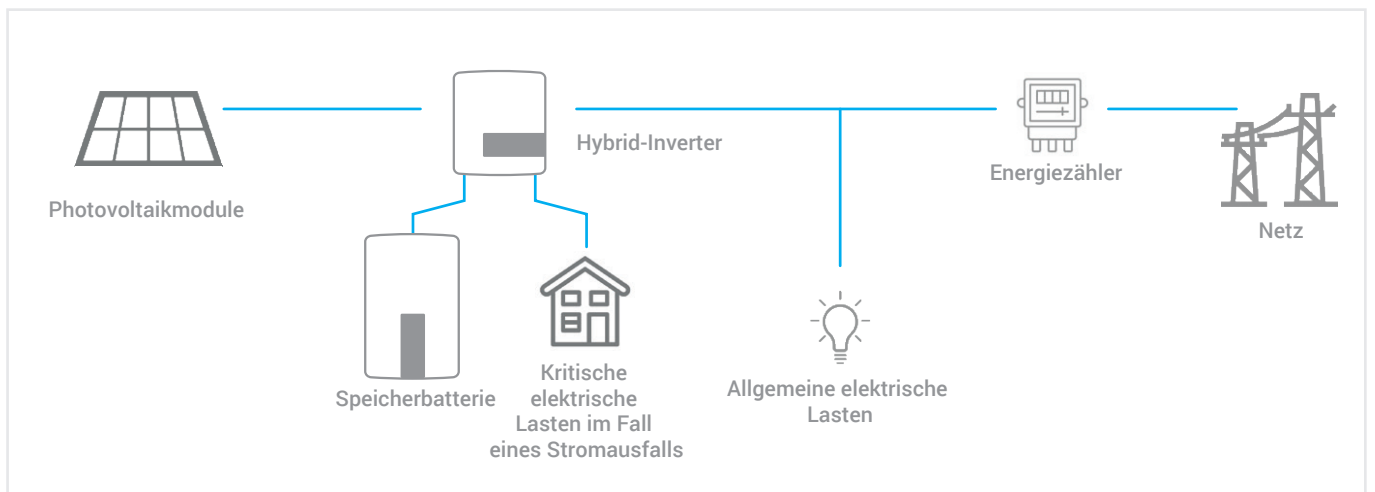 Hybrid-Inverter
Energiezähler
Photovoltaikmodule
Netz
Speicherbatterie
Kritische
elektrische
Lasten im Fall
eines Stromausfalls
Allgemeine elektrische
Lasten